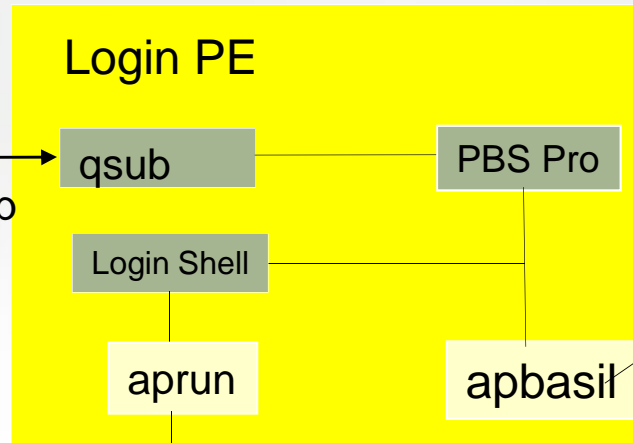 Login PE
qsub
PBS Pro
Login Shell
aprun
apbasil